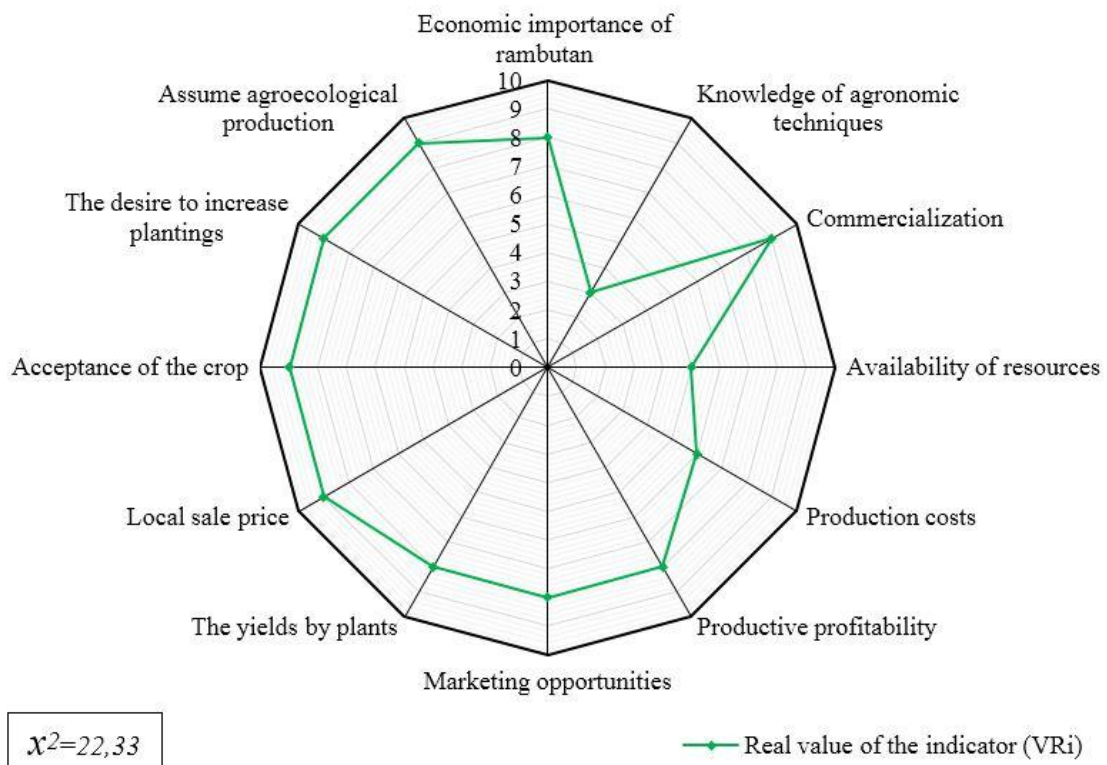 Economic importance of
rambutan
Assume agroecological
production
Knowledge of agronomic
techniques
The desire to increase
plantings
Commercialization
10
9
8
7
6
5
4
3
2
1
0
Acceptance of the crop
Availability of resources
Local sale price
Production costs
The yields by plants
Productive profitability
Marketing opportunities
x²=22,33
Real value of the indicator (VRi)